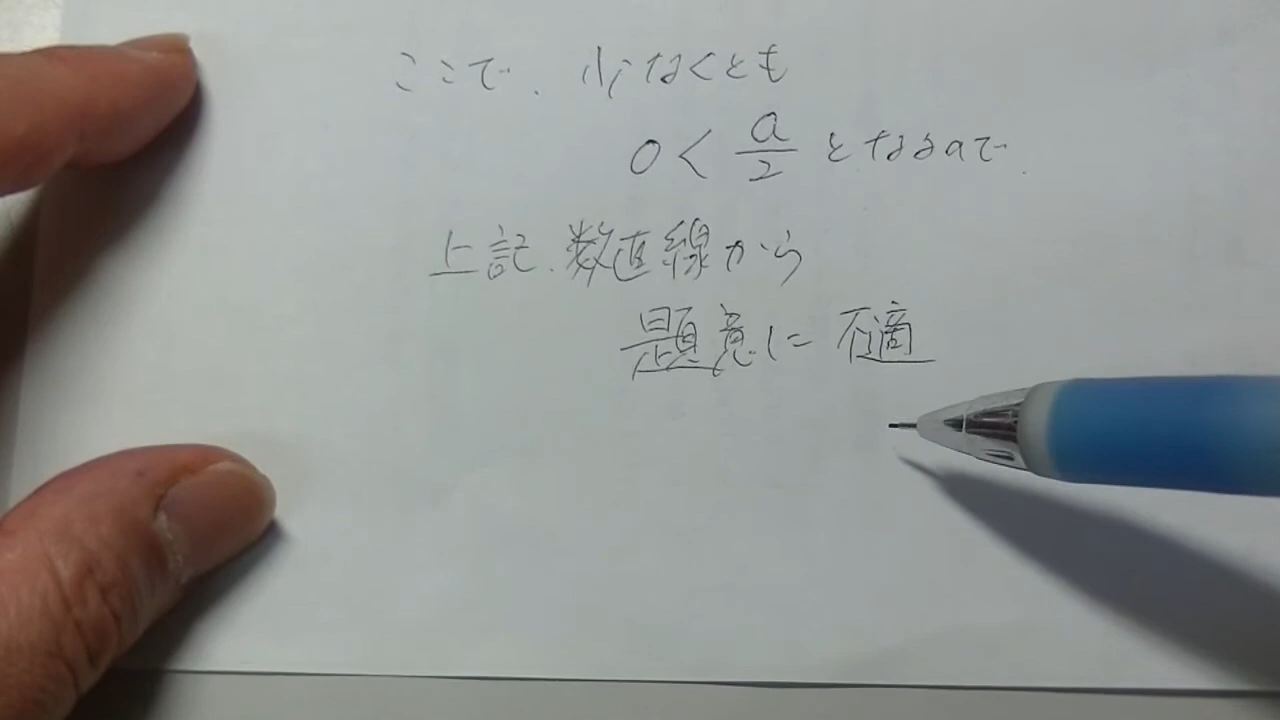 ここで、少なくとも
0 < a/2 となるので、
上記、数直線から
題意に不適